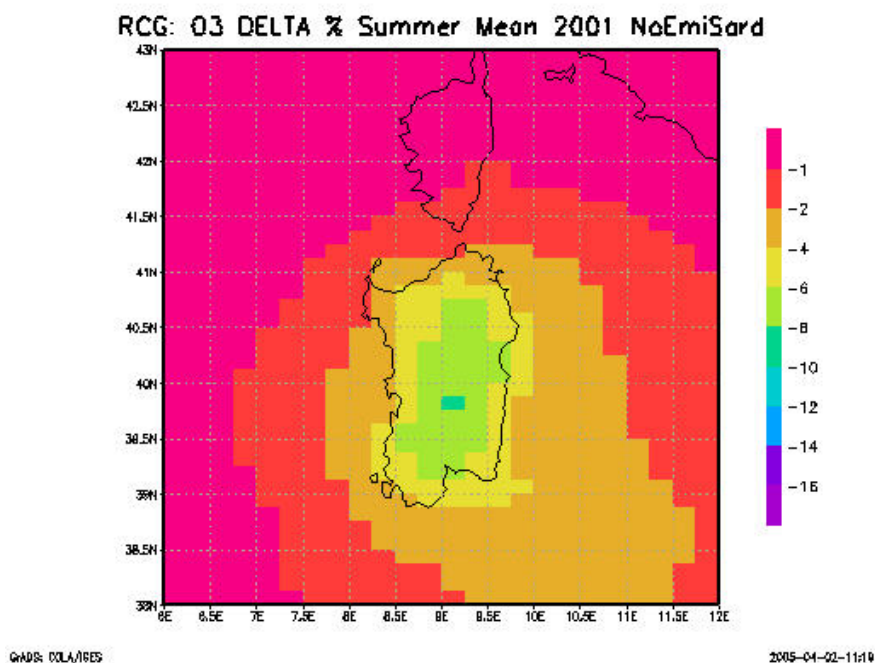 RCG: O3 DELTA % Summer Mean 2001 NoEmiSard
43N
42.5N
42N
41.5N
41N
40.5N
40N
39.5N
39N
38.5N
38N
6E 6.5E 7E 7.5E 8E 8.5E 9E 9.5E 10E 10.5E 11E 11.5E 12E
-1
-2
-4
-6
-8
-10
-12
-14
-16
GrADS: COLA/IGES
2005-04-02-11:19